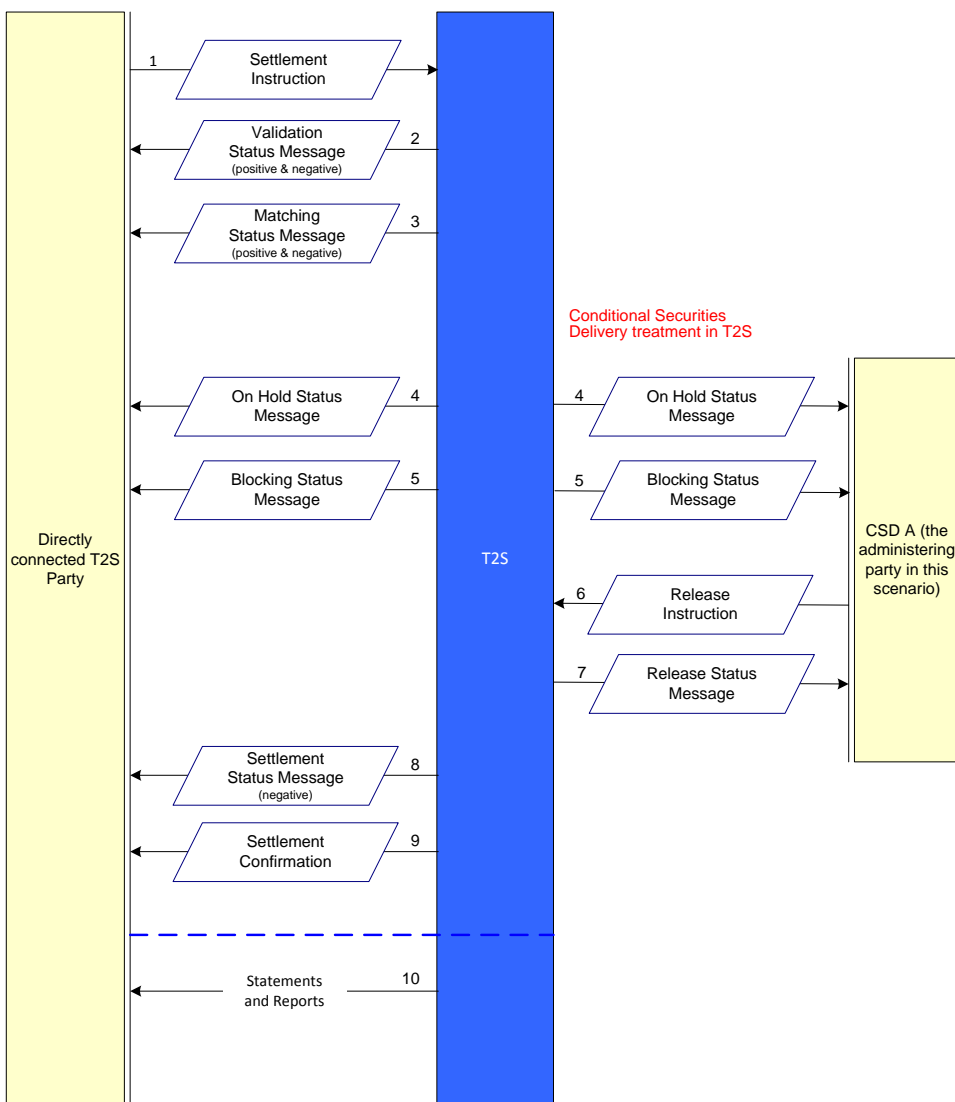 1
Settlement
Instruction
Validation
Status Message
(positive & negative)
2
Matching
Status Message
(positive & negative)
3
Conditional Securities
Delivery treatment in T2S
On Hold Status
Message
4
4
On Hold Status
Message
Blocking Status
Message
5
5
Blocking Status
Message
Directly
connected T2S
Party
T2S
CSD A (the
administering
party in this
scenario)
6
Release
Instruction
7
Release Status
Message
Settlement
Status Message
(negative)
8
Settlement
Confirmation
9
Statements
and Reports
10